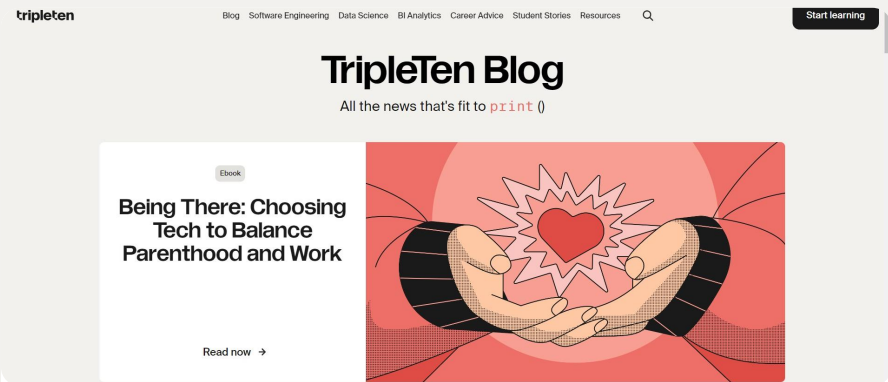 tripleten
Blog Software Engineering Data Science BI Analytics Career Advice Student Stories Resources
Start learning
TripleTen Blog
All the news that's fit to print ()
Ebook
Being There: Choosing
Tech to Balance
Parenthood and Work
Read now →